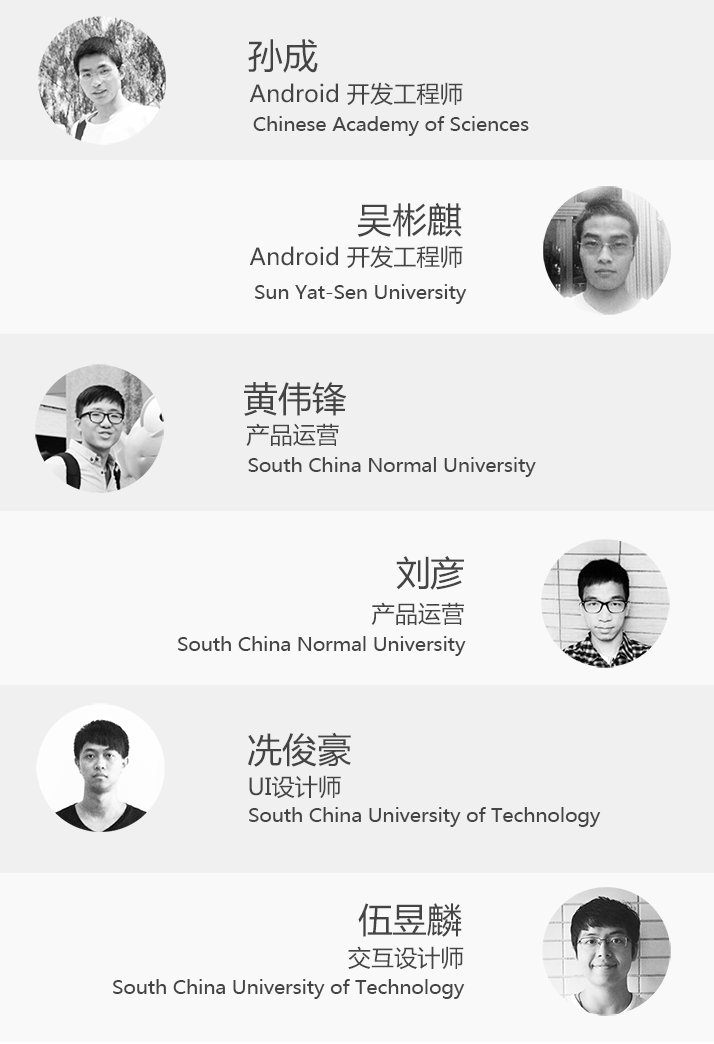 孙成
Android 开发工程师
Chinese Academy of Sciences
吴彬麒
Android 开发工程师
Sun Yat-Sen University
黄伟锋
产品运营
South China Normal University
刘彦
产品运营
South China Normal University
冼俊豪
UI设计师
South China University of Technology
伍昱麟
交互设计师
South China University of Technology